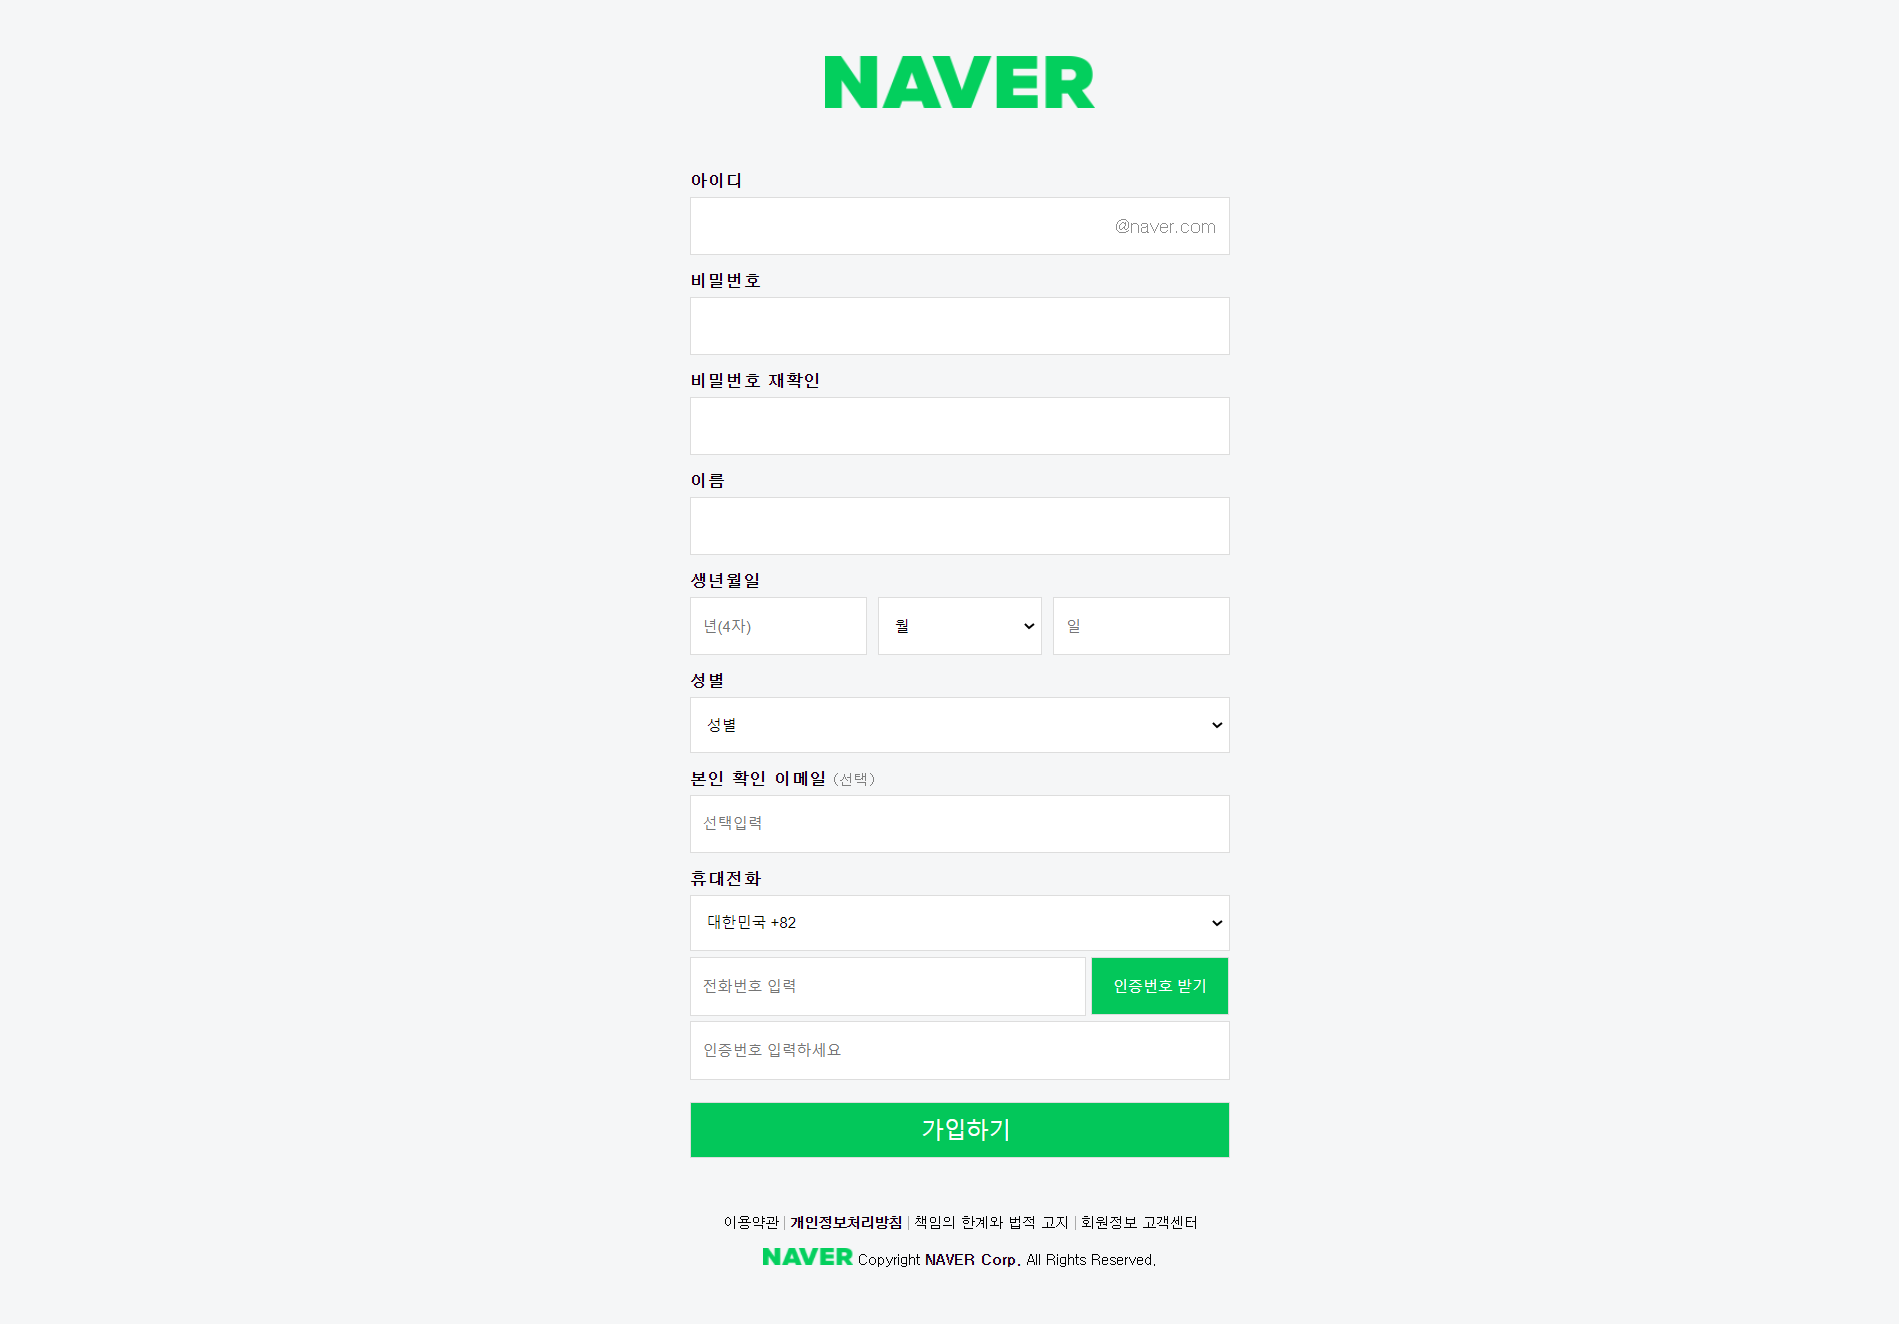 NAVER
아이디
@naver.com
비밀번호
비밀번호 재확인
이름
생년월일
년(4자) 월 일
성별
성별
본인 확인 이메일 (선택)
선택입력
휴대전화
대한민국 +82
전화번호 입력 인증번호 받기
인증번호 입력하세요
가입하기
이용약관 | 개인정보처리방침 | 책임의 한계와 법적 고지 | 회원정보 고객센터
NAVER Copyright NAVER Corp. All Rights Reserved.